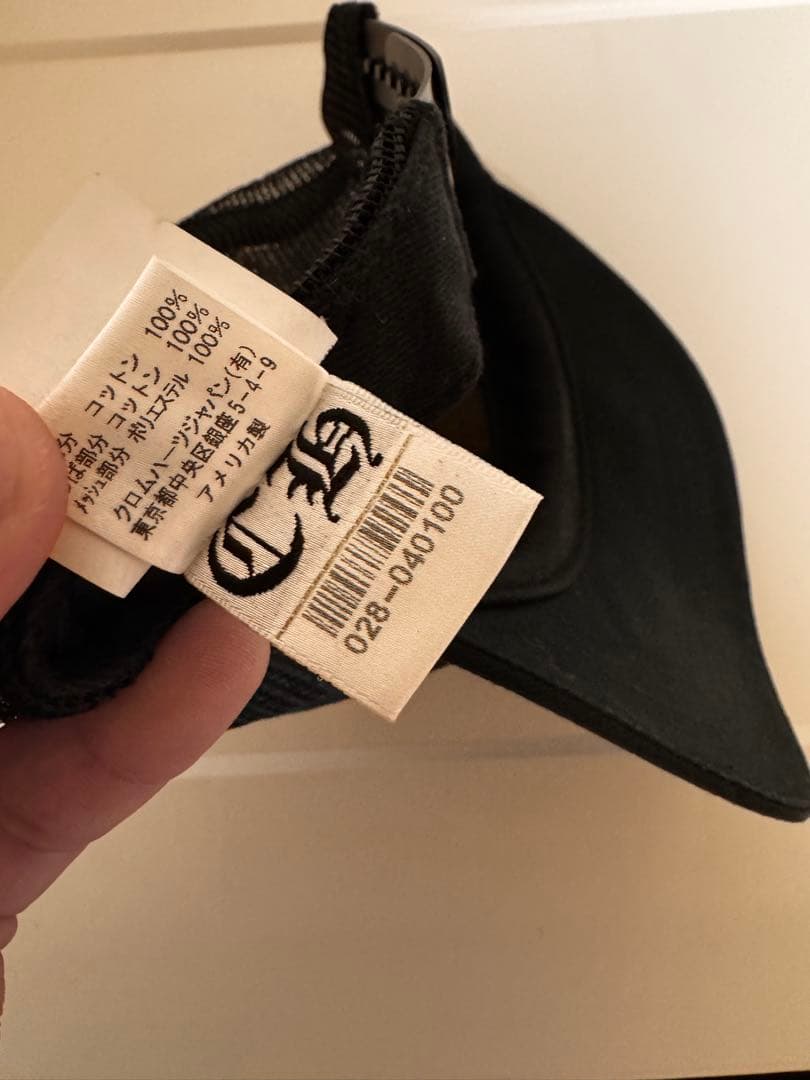 分 コットン 100%
ば部分 コットン 100%
メッシュ部分 ポリエステル 100%
クロムハーツジャパン(有)
東京都中央区銀座5-4-9
アメリカ製
CH
028-040100